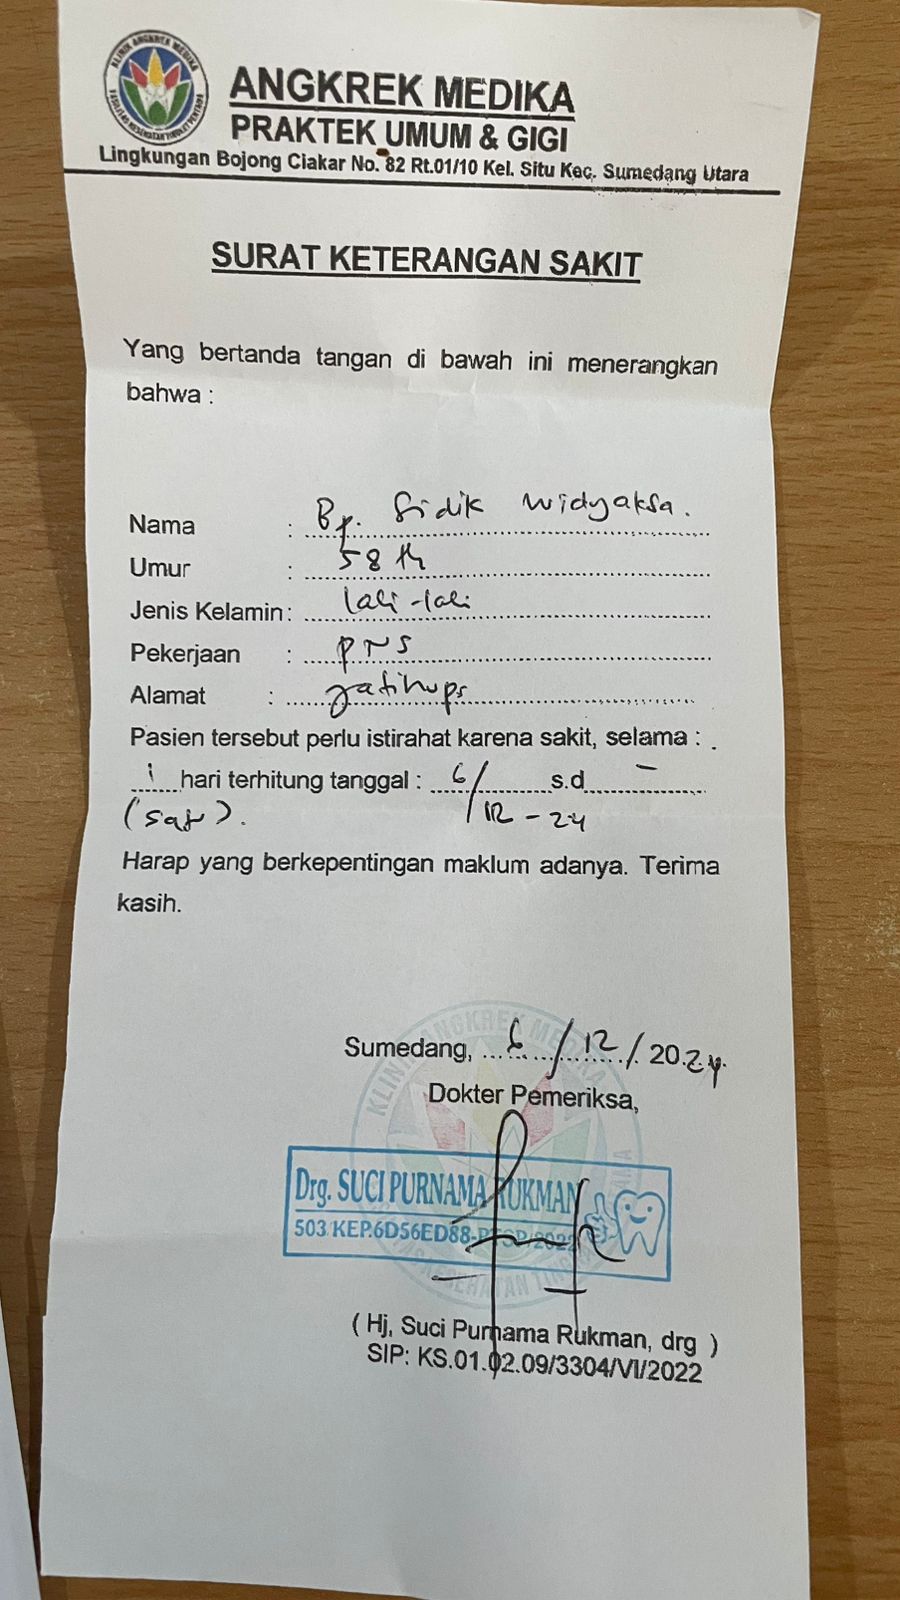 KLINIK ANGKREK MEDIKA
ANGKREK MEDIKA
PRAKTEK UMUM & GIGI
Lingkungan Bojong Ciakar No. 82 Rt.01/10 Kel. Situ Kec. Sumedang Utara
SURAT KETERANGAN SAKIT
Yang bertanda tangan di bawah ini menerangkan
bahwa :
Nama : Bp. Sidik Widyaksa.
Umur : 58 th
Jenis Kelamin: laki-laki
Pekerjaan : PNS
Alamat :
Pasien tersebut perlu istirahat karena sakit, selama : .
1 hari terhitung tanggal : 6/ s.d –
(satu). 12 - 24
Harap yang berkepentingan maklum adanya. Terima
kasih.
Sumedang, 6/12/2024.
Dokter Pemeriksa,
KLINIK ANGKREK MEDIKA
Drg. SUCI PURNAMA RUKMAN
503/KEP.6D56ED88-
( Hj, Suci Purnama Rukman, drg )
SIP: KS.01.02.09/3304/VI/2022